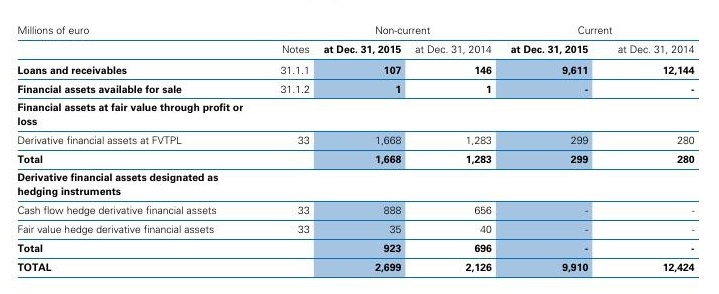 Millions of euro Non-current Current
Notes at Dec. 31, 2015 at Dec. 31, 2014 at Dec. 31, 2015 at Dec. 31, 2014
Loans and receivables 31.1.1 107 146 9,611 12,144
Financial assets available for sale 31.1.2 1 1 - -
Financial assets at fair value through profit or
loss
Derivative financial assets at FVTPL 33 1,668 1,283 299 280
Total 1,668 1,283 299 280
Derivative financial assets designated as
hedging instruments
Cash flow hedge derivative financial assets 33 888 656 - -
Fair value hedge derivative financial assets 33 35 40 - -
Total 923 696 - -
TOTAL 2,699 2,126 9,910 12,424